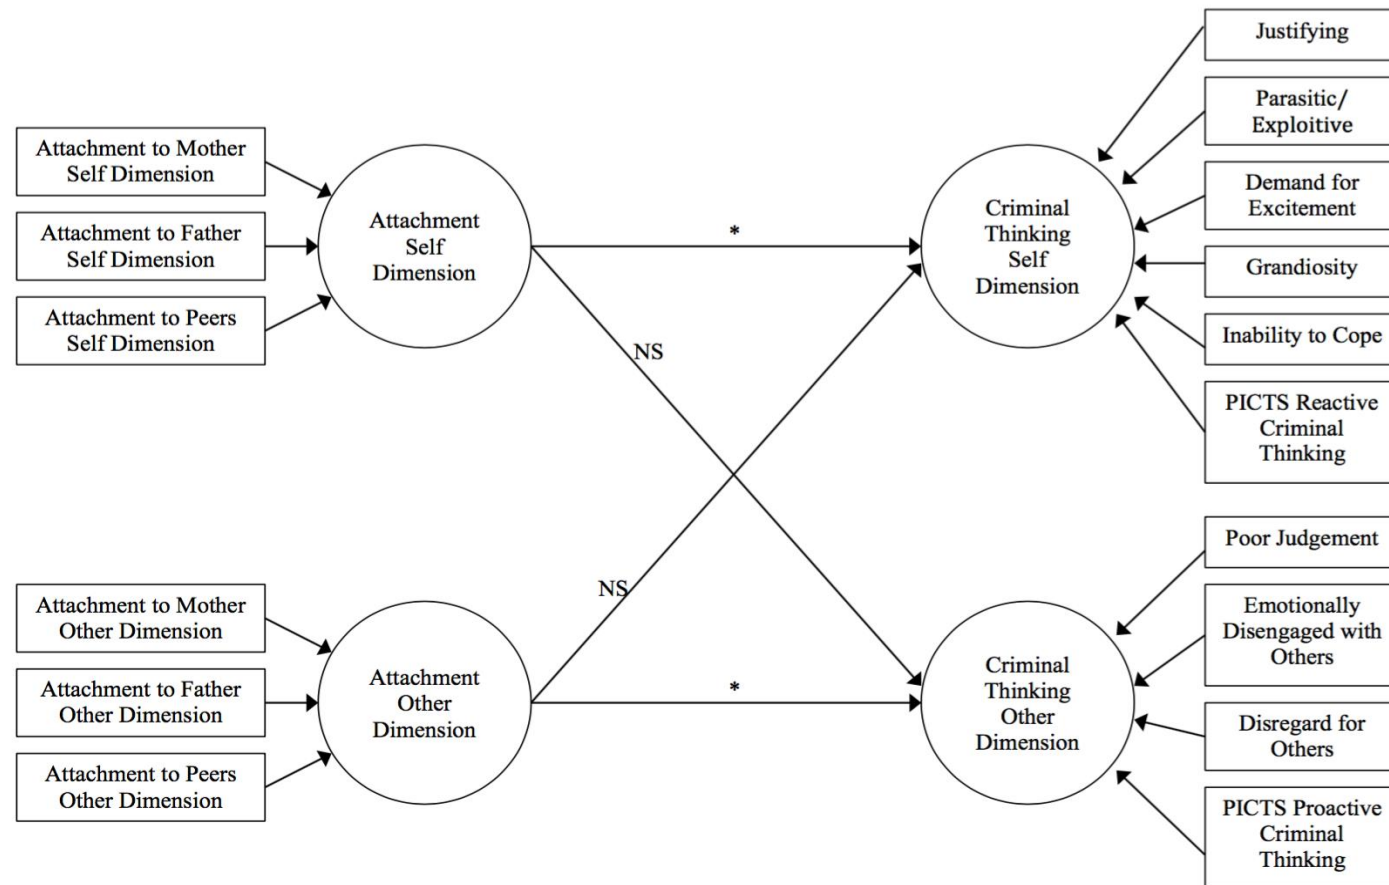 Attachment to Mother
Self Dimension
Attachment to Father
Self Dimension
Attachment to Peers
Self Dimension
Attachment
Self
Dimension
*
NS
Criminal
Thinking
Self
Dimension
Justifying
Parasitic/
Exploitive
Demand for
Excitement
Grandiosity
Inability to Cope
PICTS Reactive
Criminal
Thinking
Attachment to Mother
Other Dimension
Attachment to Father
Other Dimension
Attachment to Peers
Other Dimension
Attachment
Other
Dimension
NS
*
Criminal
Thinking
Other
Dimension
Poor Judgement
Emotionally
Disengaged with
Others
Disregard for
Others
PICTS Proactive
Criminal
Thinking